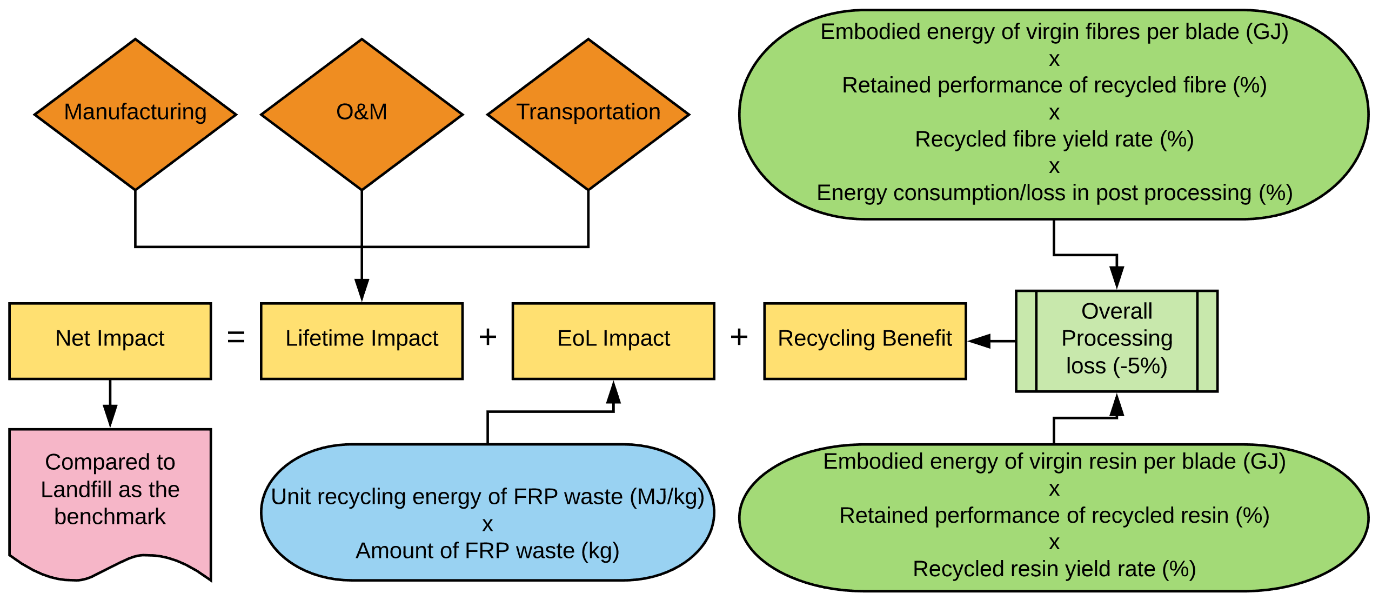 Manufacturing
O&M
Transportation
Embodied energy of virgin fibres per blade (GJ)
x
Retained performance of recycled fibre (%)
x
Recycled fibre yield rate (%)
x
Energy consumption/loss in post processing (%)
Net Impact
=
Lifetime Impact
+
EoL Impact
+
Recycling Benefit
Overall
Processing
loss (-5%)
Compared to
Landfill as the
benchmark
Unit recycling energy of FRP waste (MJ/kg)
x
Amount of FRP waste (kg)
Embodied energy of virgin resin per blade (GJ)
x
Retained performance of recycled resin (%)
x
Recycled resin yield rate (%)